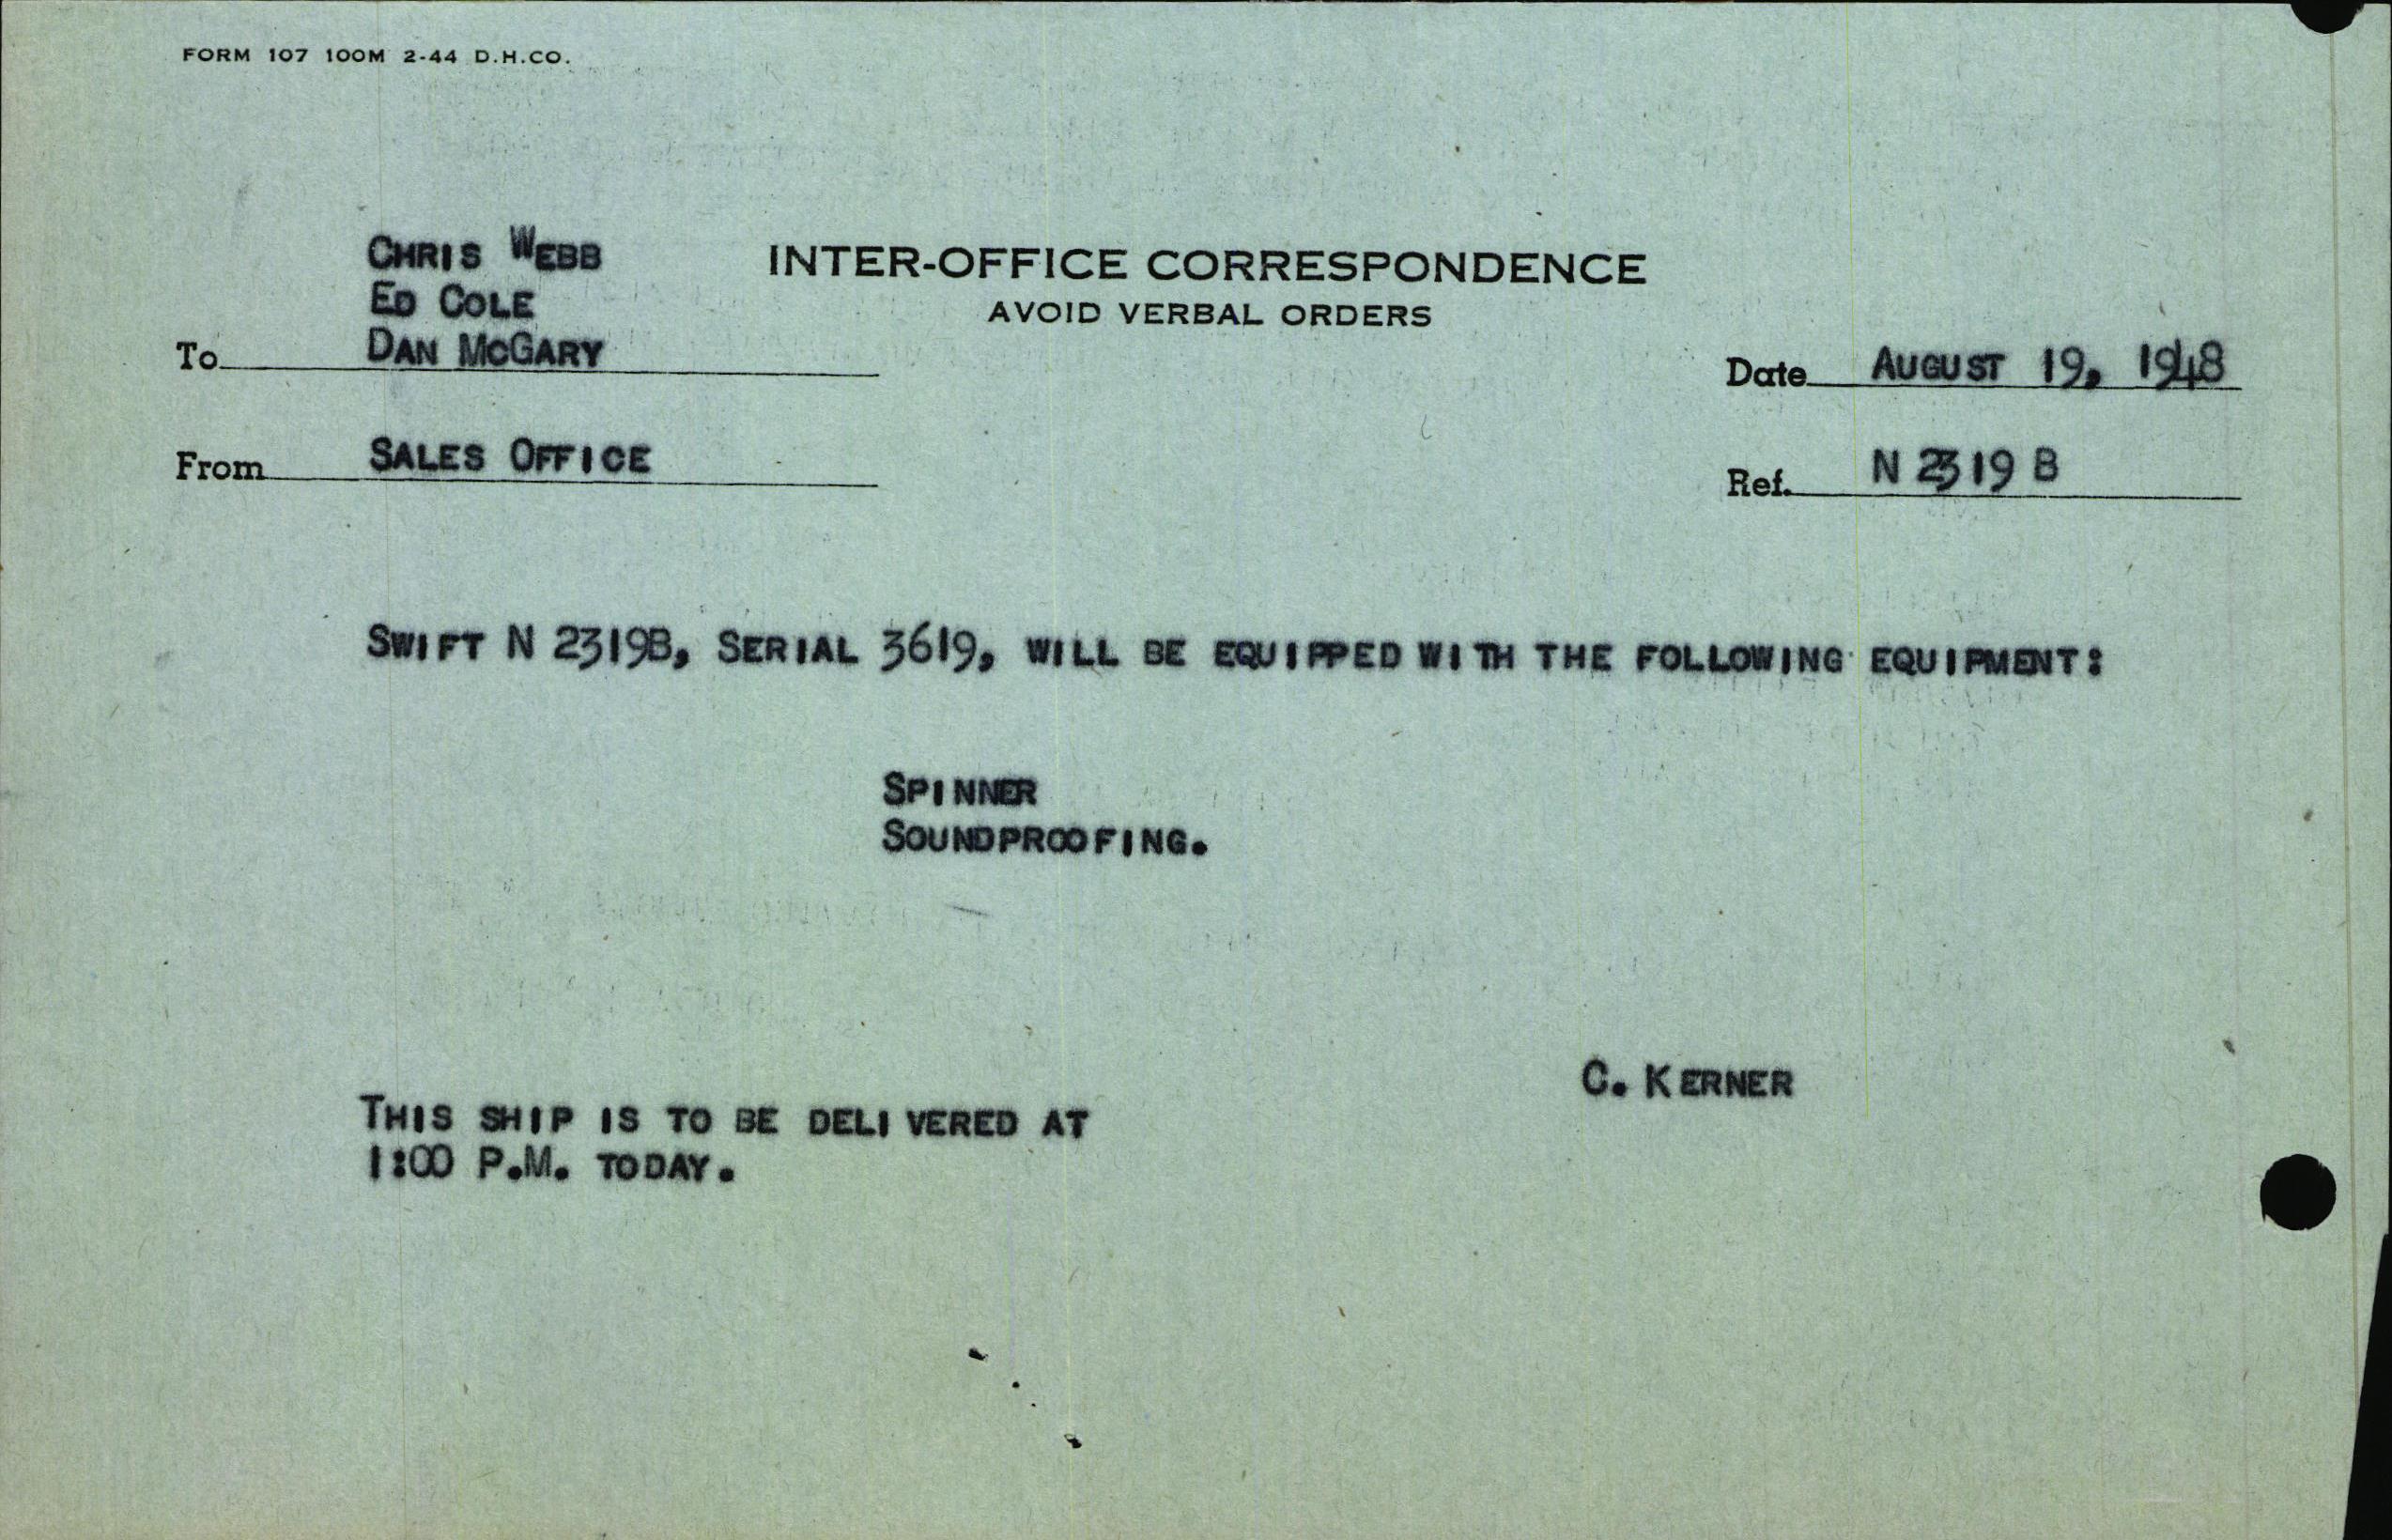 FORM 107 100M 2-44 D.H.CO.
INTER-OFFICE CORRESPONDENCE
AVOID VERBAL ORDERS
CHRIS WEBB
ED COLE
To DAN MCGARY
Date AUGUST 19, 1948
From SALES OFFICE
Ref. N 2319 B
SWIFT N 2319B, SERIAL 3619, WILL BE EQUIPPED WITH THE FOLLOWING EQUIPMENT:
SPINNER
SOUNDPROOFING.
C. KERNER
THIS SHIP IS TO BE DELIVERED AT
1:00 P.M. TODAY.